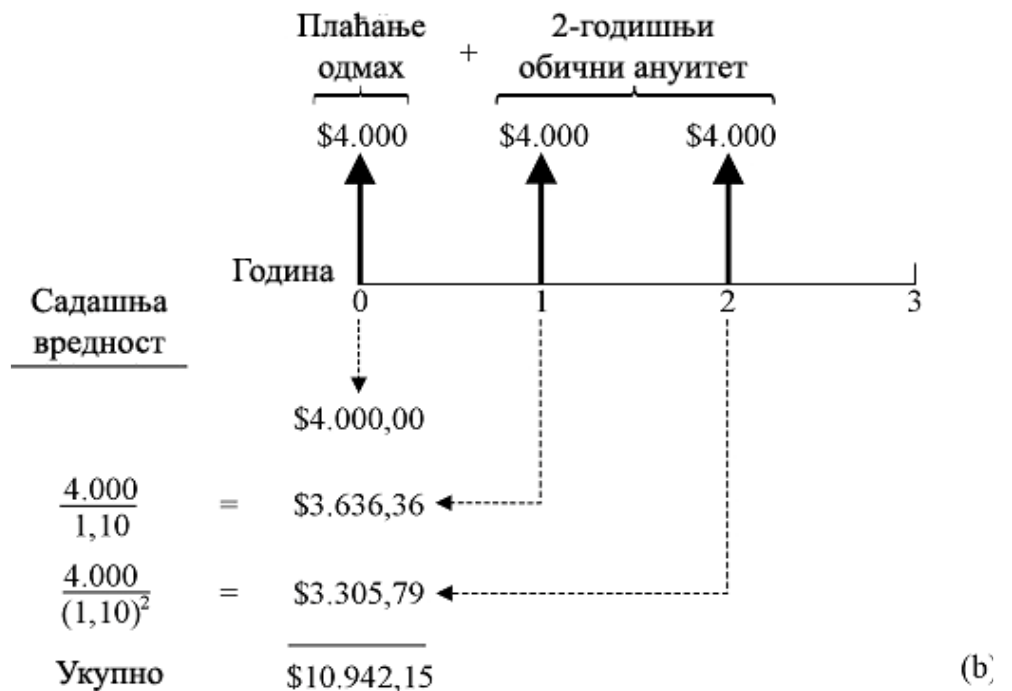 Плаћање + 2-годишњи
одмах обични ануитет
$4.000 $4.000 $4.000
Година
0 1 2 3
Садашња
вредност
$4.000,00
4.000
1,10
= $3.636,36
4.000
(1,10)²
= $3.305,79
Укупно $10.942,15 (b)